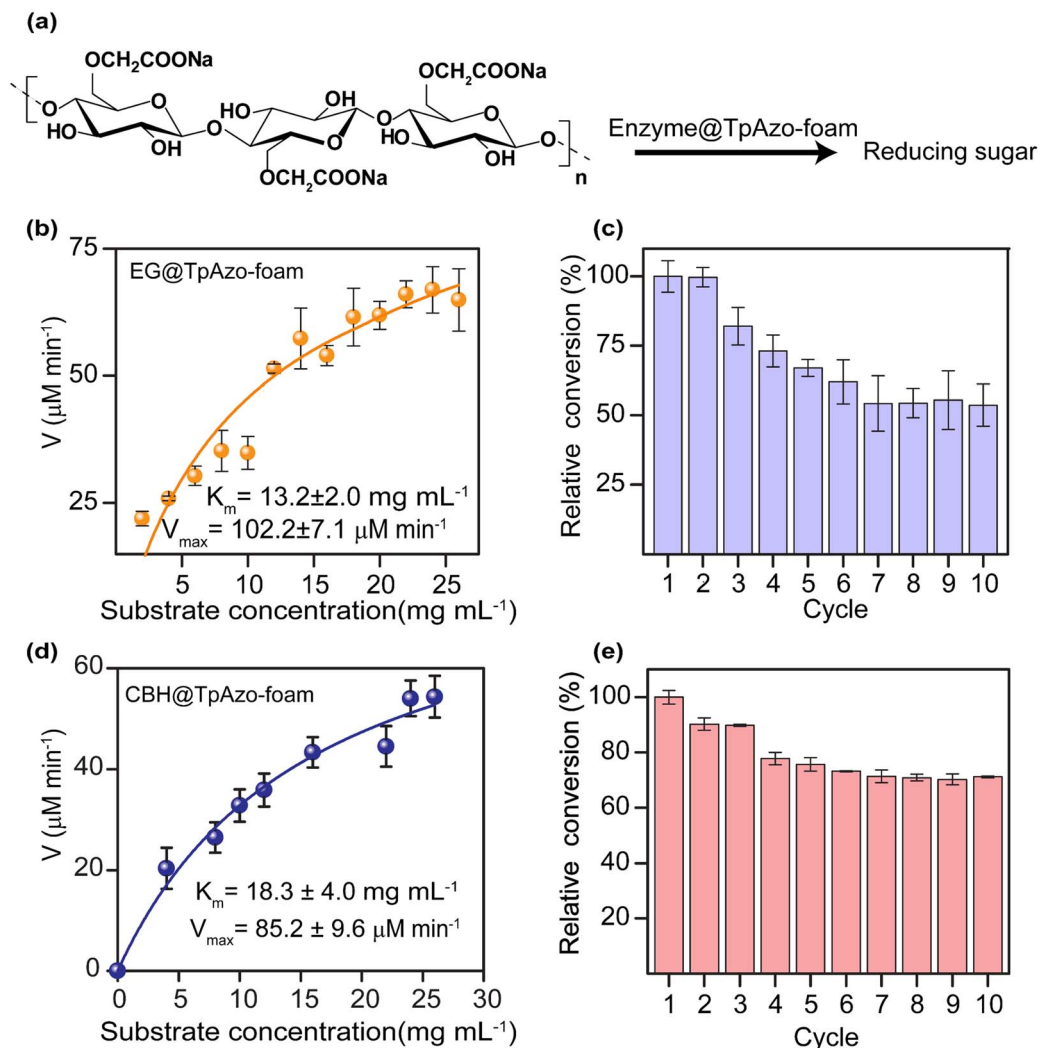 (a)
OCH₂COONa
OCH₂COONa
O
O
HO
OH
O
HO
OH
O
O
OCH₂COONa
O
HO
OH
O
n
Enzyme@TpAzo-foam
Reducing sugar
(b)
EG@TpAzo-foam
Kₘ= 13.2±2.0 mg mL⁻¹
Vₘₐₓ= 102.2±7.1 μM min⁻¹
V (μM min⁻¹)
75
50
25
5 10 15 20 25
Substrate concentration(mg mL⁻¹)
(c)
Relative conversion (%)
100
75
50
25
1 2 3 4 5 6 7 8 9 10
Cycle
(d)
CBH@TpAzo-foam
Kₘ= 18.3 ± 4.0 mg mL⁻¹
Vₘₐₓ= 85.2 ± 9.6 μM min⁻¹
V (μM min⁻¹)
60
40
20
0
0 5 10 15 20 25 30
Substrate concentration(mg mL⁻¹)
(e)
Relative conversion (%)
100
80
60
40
20
1 2 3 4 5 6 7 8 9 10
Cycle